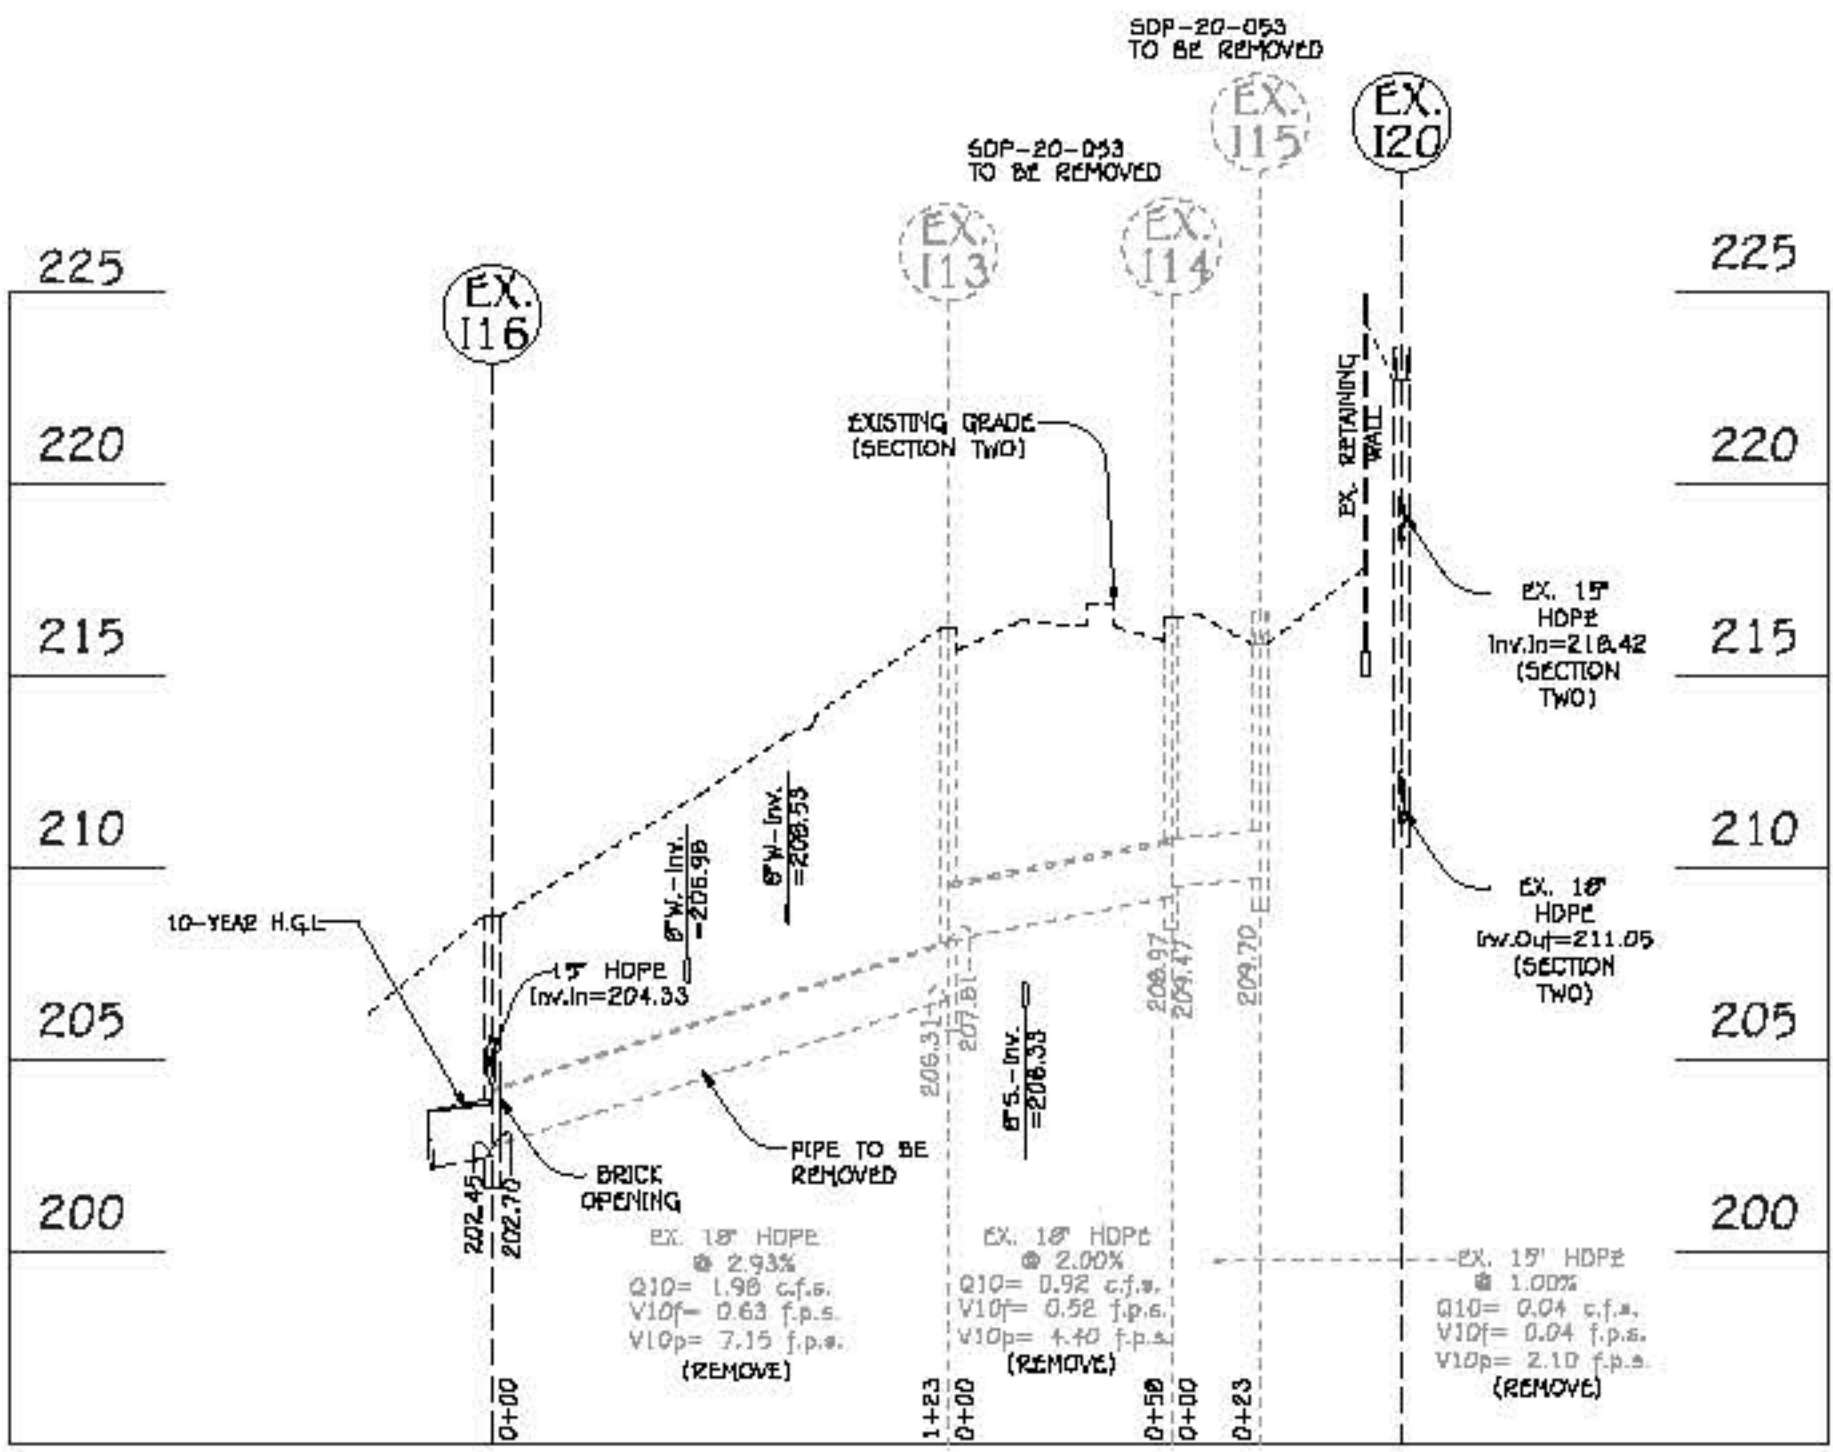 SDP-20-053
TO BE REMOVED
SDP-20-053
TO BE REMOVED
EX.
I15
EX.
I20
EX.
I13
EX.
I14
EX.
I16
225
220
215
210
205
200
225
220
215
210
205
200
EXISTING GRADE
(SECTION TWO)
EX. RETAINING
WALL
EX. 15"
HDPE
Inv.In=218.42
(SECTION
TWO)
EX. 18"
HDPE
Inv.Out=211.05
(SECTION
TWO)
10-YEAR H.G.L
8"W.-Inv.
=206.98
8"W-Inv.
=208.53
15" HDPE
Inv.In=204.33
206.31
207.81
8"S.-Inv.
=206.33
208.97
209.47
209.70
PIPE TO BE
REMOVED
BRICK
OPENING
202.45
202.70
EX. 18" HDPE
@ 2.93%
Q10= 1.98 c.f.s.
V10f= 0.63 f.p.s.
V10p= 7.15 f.p.s.
(REMOVE)
EX. 18" HDPE
@ 2.00%
Q10= 0.92 c.f.s.
V10f= 0.52 f.p.s.
V10p= 4.40 f.p.s.
(REMOVE)
EX. 15" HDPE
@ 1.00%
Q10= 0.04 c.f.s.
V10f= 0.04 f.p.s.
V10p= 2.10 f.p.s.
(REMOVE)
0+00
1+23
0+00
0+58
0+00
0+23